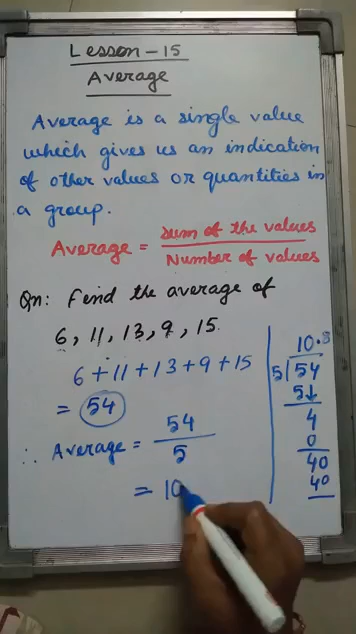 Lesson-15
Average
Average is a single value
which gives us an indication
of other values or quantities in
a group.
Average = sum of the values
Number of values
Qn: Find the average of
6, 11, 13, 9, 15.
6+11+13+9+15
= 54
∴ Average = 54
5
= 10
10.8
5)54
5↓
4
0
40
40